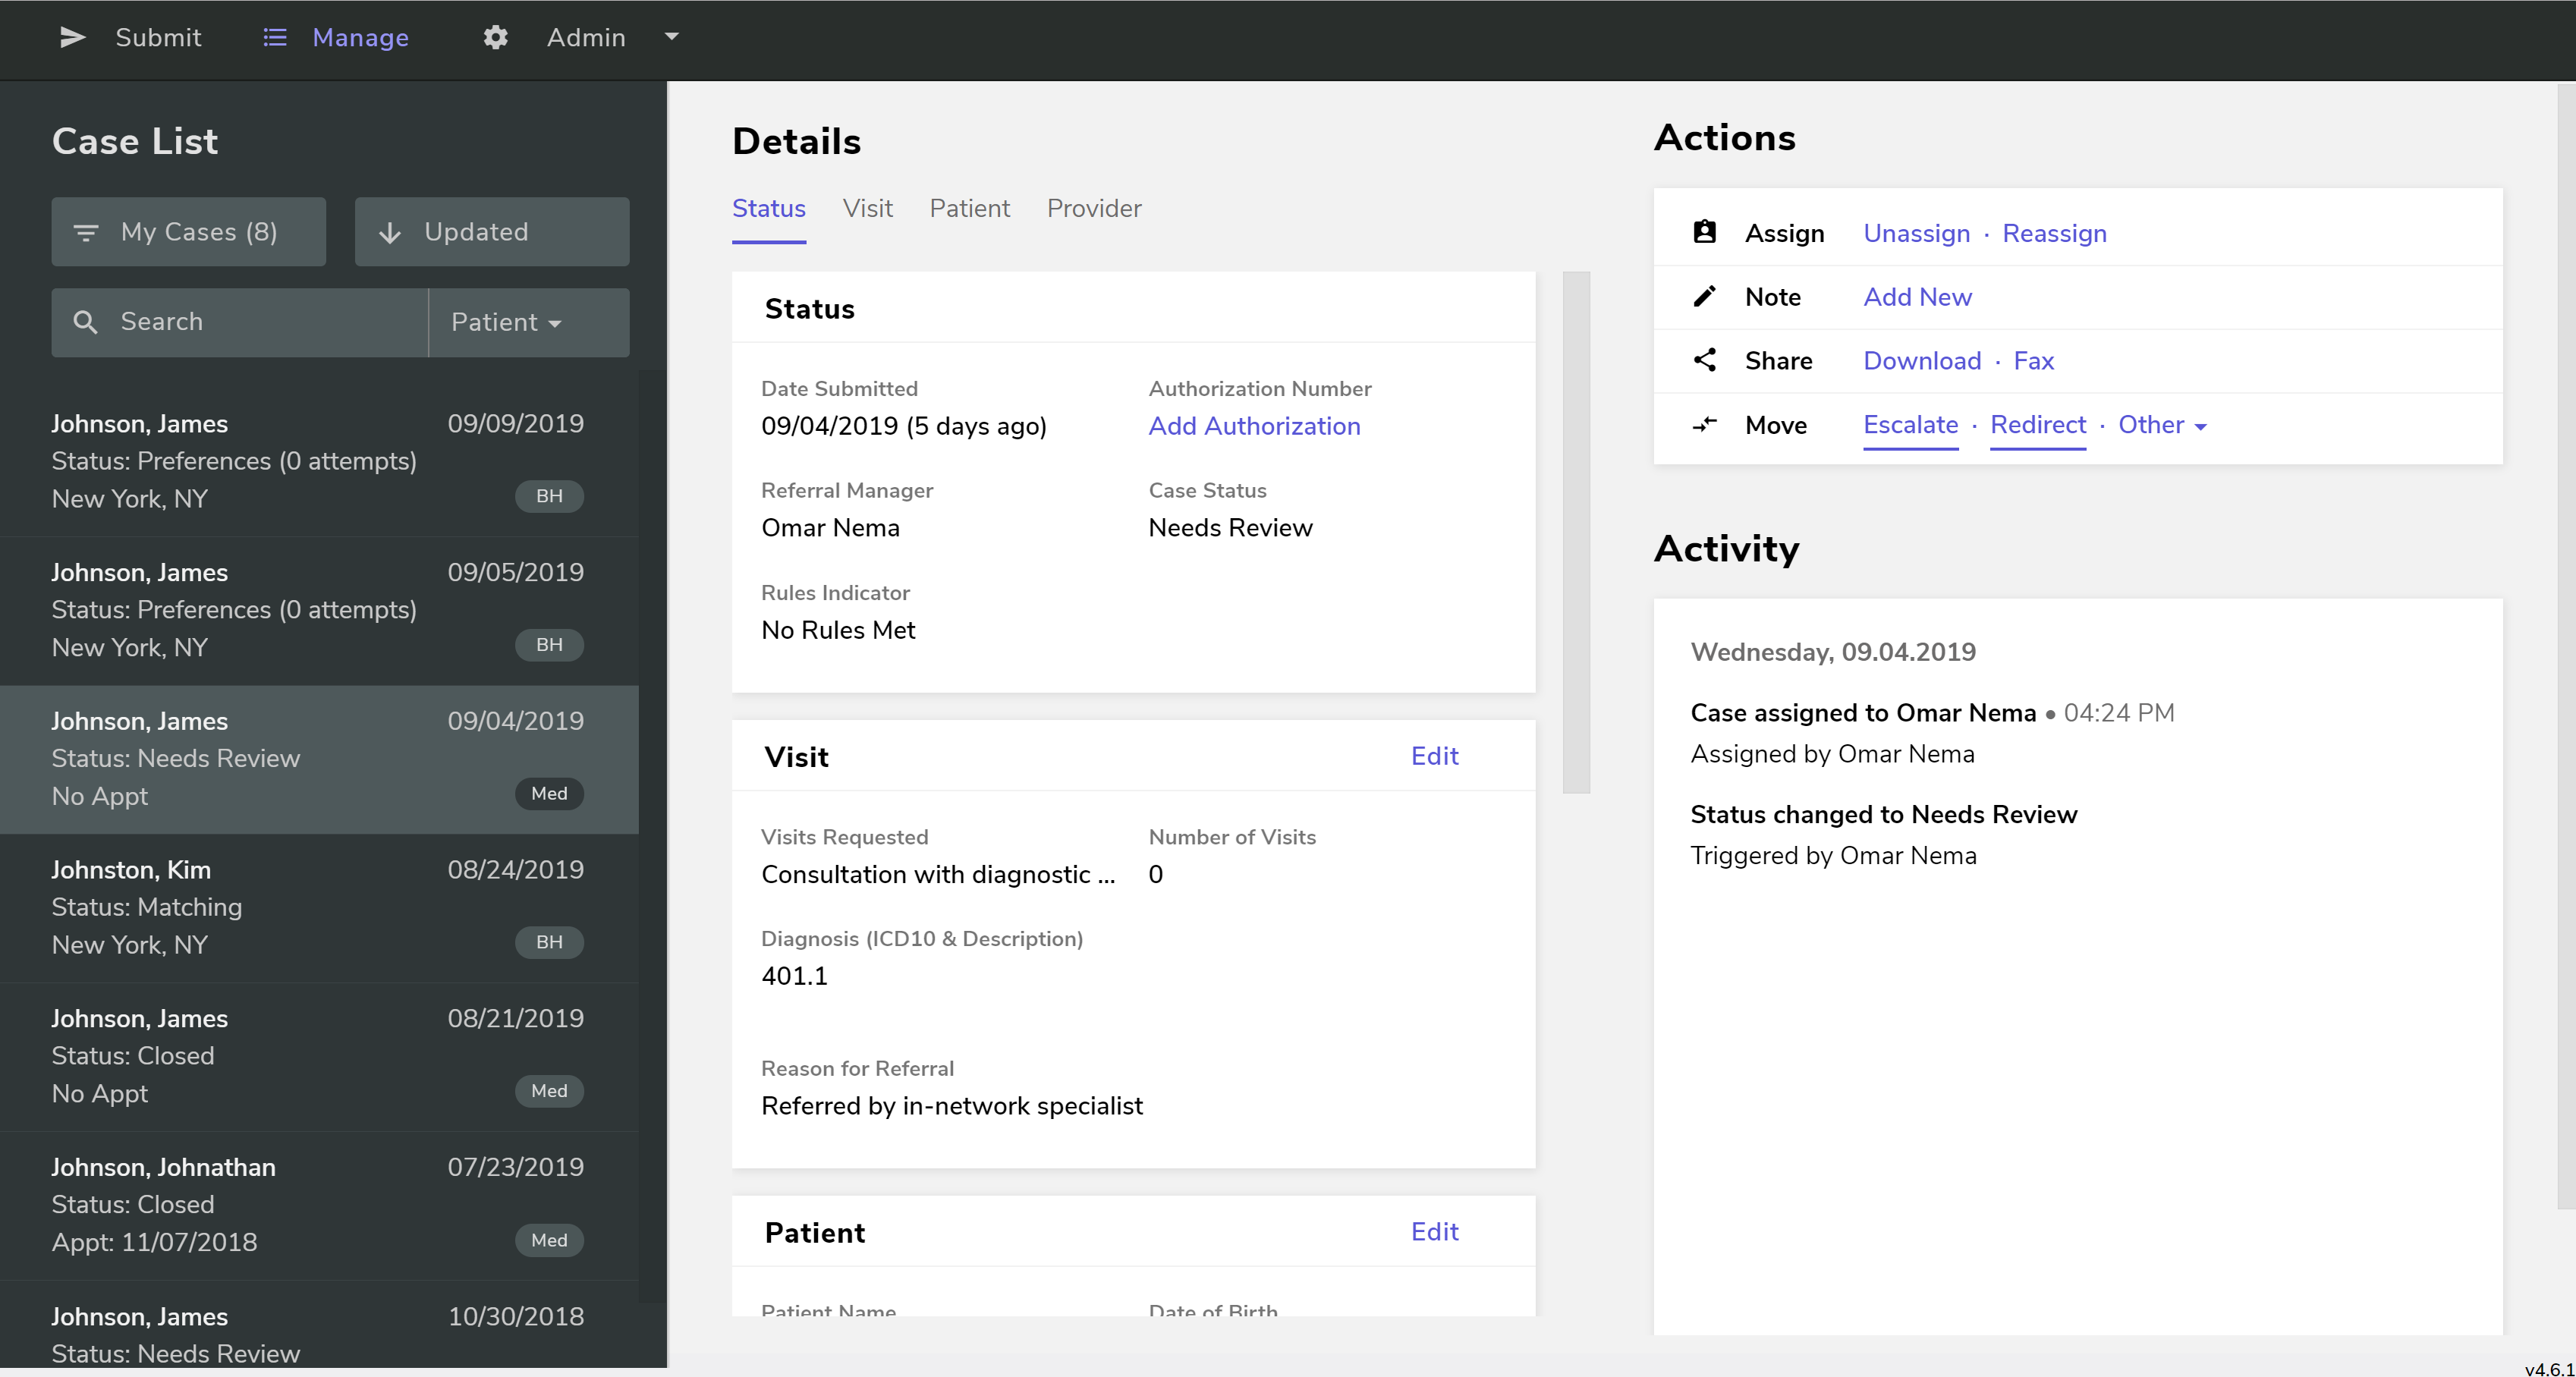 Submit Manage Admin
Case List
My Cases (8) Updated
Search Patient
Johnson, James 09/09/2019
Status: Preferences (0 attempts)
New York, NY BH
Johnson, James 09/05/2019
Status: Preferences (0 attempts)
New York, NY BH
Johnson, James 09/04/2019
Status: Needs Review
No Appt Med
Johnston, Kim 08/24/2019
Status: Matching
New York, NY BH
Johnson, James 08/21/2019
Status: Closed
No Appt Med
Johnson, Johnathan 07/23/2019
Status: Closed
Appt: 11/07/2018 Med
Johnson, James 10/30/2018
Status: Needs Review
Details
Status Visit Patient Provider
Status
Date Submitted Authorization Number
09/04/2019 (5 days ago) Add Authorization
Referral Manager Case Status
Omar Nema Needs Review
Rules Indicator
No Rules Met
Visit Edit
Visits Requested Number of Visits
Consultation with diagnostic ... 0
Diagnosis (ICD10 & Description)
401.1
Reason for Referral
Referred by in-network specialist
Patient Edit
Patient Name Date of Birth
Actions
Assign Unassign · Reassign
Note Add New
Share Download · Fax
Move Escalate · Redirect · Other
Activity
Wednesday, 09.04.2019
Case assigned to Omar Nema • 04:24 PM
Assigned by Omar Nema
Status changed to Needs Review
Triggered by Omar Nema
v4.6.1